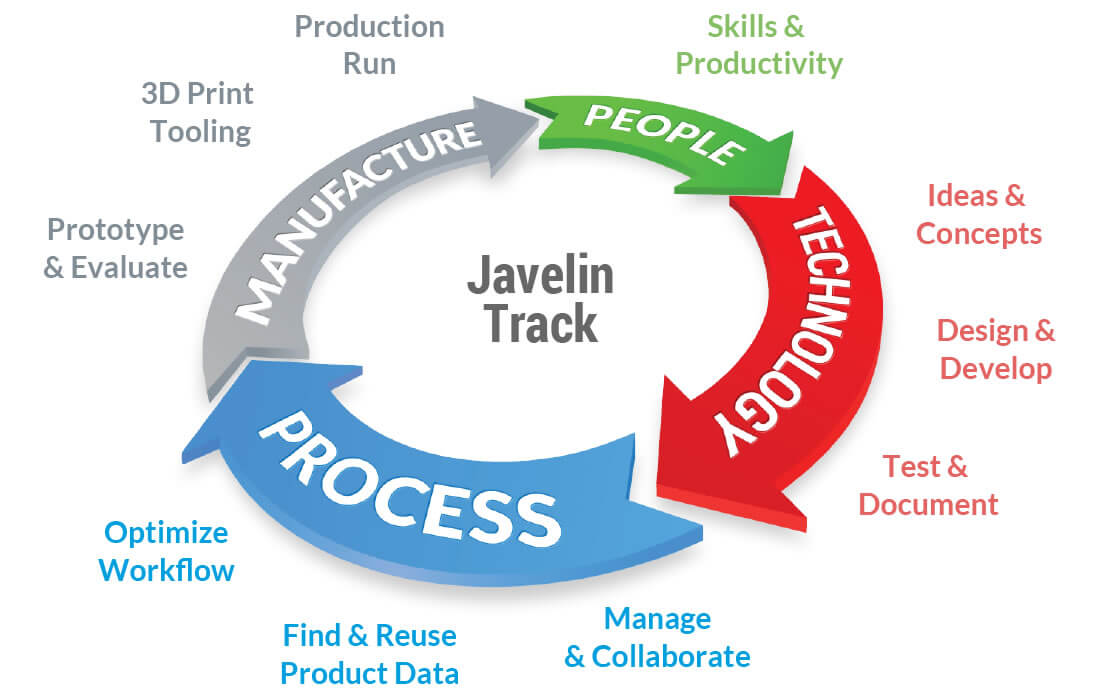 Production
Run
Skills &
Productivity
3D Print
Tooling
PEOPLE
MANUFACTURE
Ideas &
Concepts
Prototype
& Evaluate
TECHNOLOGY
Javelin
Track
Design &
Develop
Test &
Document
PROCESS
Optimize
Workflow
Find & Reuse
Product Data
Manage
& Collaborate